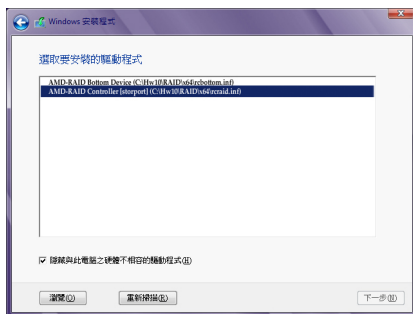 Windows 安裝程式
選取要安裝的驅動程式
AMD-RAID Bottom Device (C:\Hw10\RAID\x64\rcbottom.inf)
AMD-RAID Controller [storport] (C:\Hw10\RAID\x64\rcraid.inf)
隱藏與此電腦之硬體不相容的驅動程式(H)
瀏覽(O)
重新掃描(R)
下一步(N)